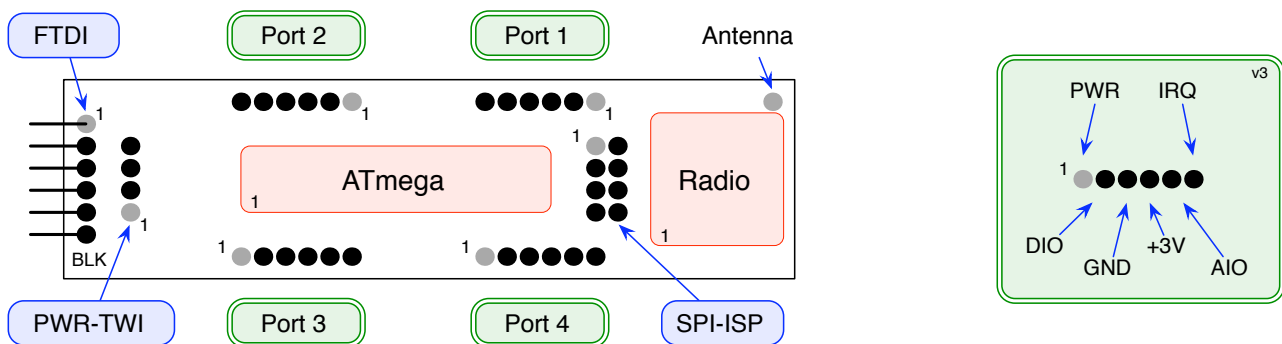 FTDI
Port 2
Port 1
Antenna
1
1
1
1
ATmega
1
Radio
1
1
BLK
1
1
1
PWR-TWI
Port 3
Port 4
SPI-ISP
v3
PWR
IRQ
1
DIO
GND
+3V
AIO